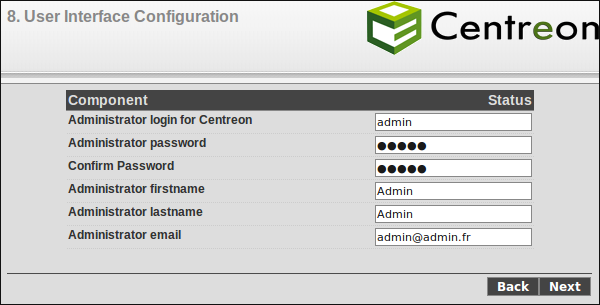 8. User Interface Configuration
Centreon
Component Status
Administrator login for Centreon admin
Administrator password ●●●●●
Confirm Password ●●●●●
Administrator firstname Admin
Administrator lastname Admin
Administrator email admin@admin.fr
Back Next